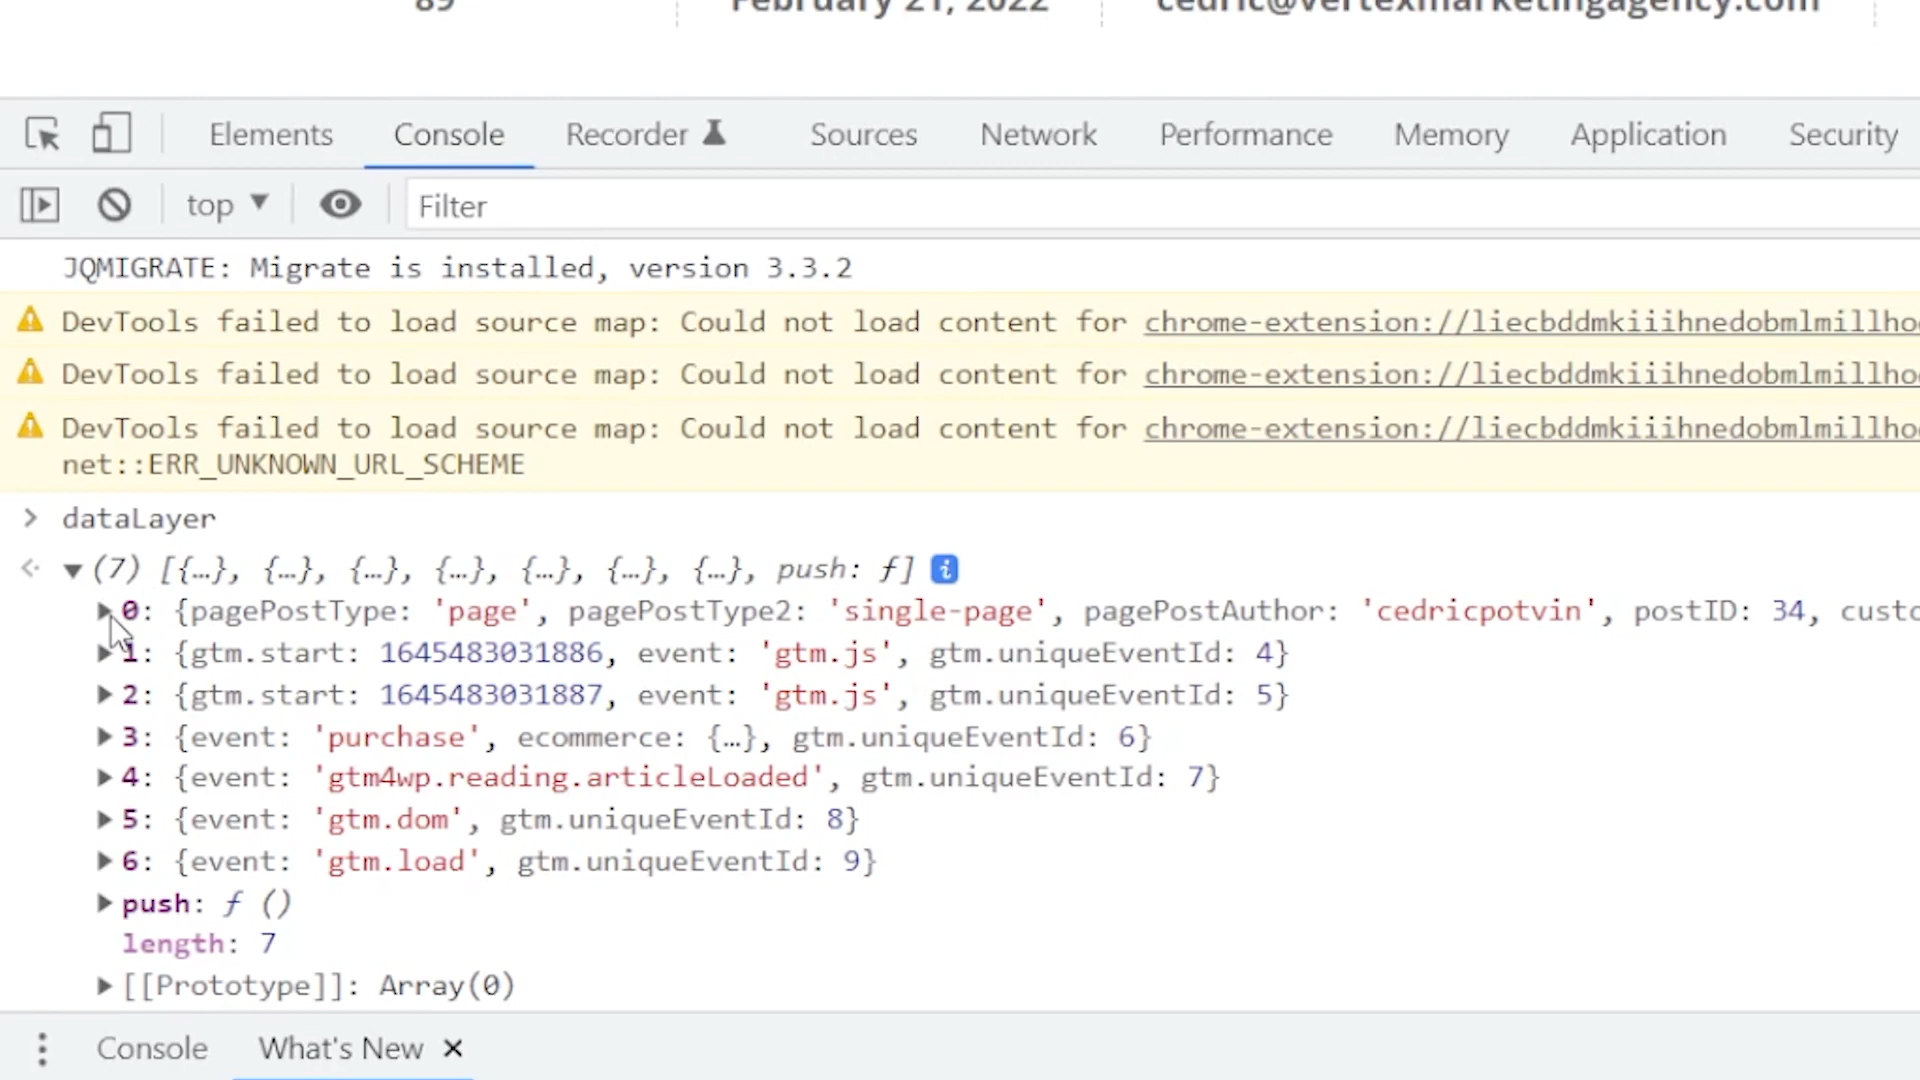 89 February 21, 2022 cedric@vertexmarketingagency.com
Elements Console Recorder Sources Network Performance Memory Application Security
top Filter
JQMIGRATE: Migrate is installed, version 3.3.2
DevTools failed to load source map: Could not load content for chrome-extension://liecbddmkiiihnedobmlmillho
DevTools failed to load source map: Could not load content for chrome-extension://liecbddmkiiihnedobmlmillho
DevTools failed to load source map: Could not load content for chrome-extension://liecbddmkiiihnedobmlmillho
net::ERR_UNKNOWN_URL_SCHEME
> dataLayer
(7) [{…}, {…}, {…}, {…}, {…}, {…}, {…}, push: ƒ] i
0: {pagePostType: 'page', pagePostType2: 'single-page', pagePostAuthor: 'cedricpotvin', postID: 34, custo
1: {gtm.start: 1645483031886, event: 'gtm.js', gtm.uniqueEventId: 4}
2: {gtm.start: 1645483031887, event: 'gtm.js', gtm.uniqueEventId: 5}
3: {event: 'purchase', ecommerce: {…}, gtm.uniqueEventId: 6}
4: {event: 'gtm4wp.reading.articleLoaded', gtm.uniqueEventId: 7}
5: {event: 'gtm.dom', gtm.uniqueEventId: 8}
6: {event: 'gtm.load', gtm.uniqueEventId: 9}
push: ƒ ()
length: 7
[[Prototype]]: Array(0)
Console What's New ×